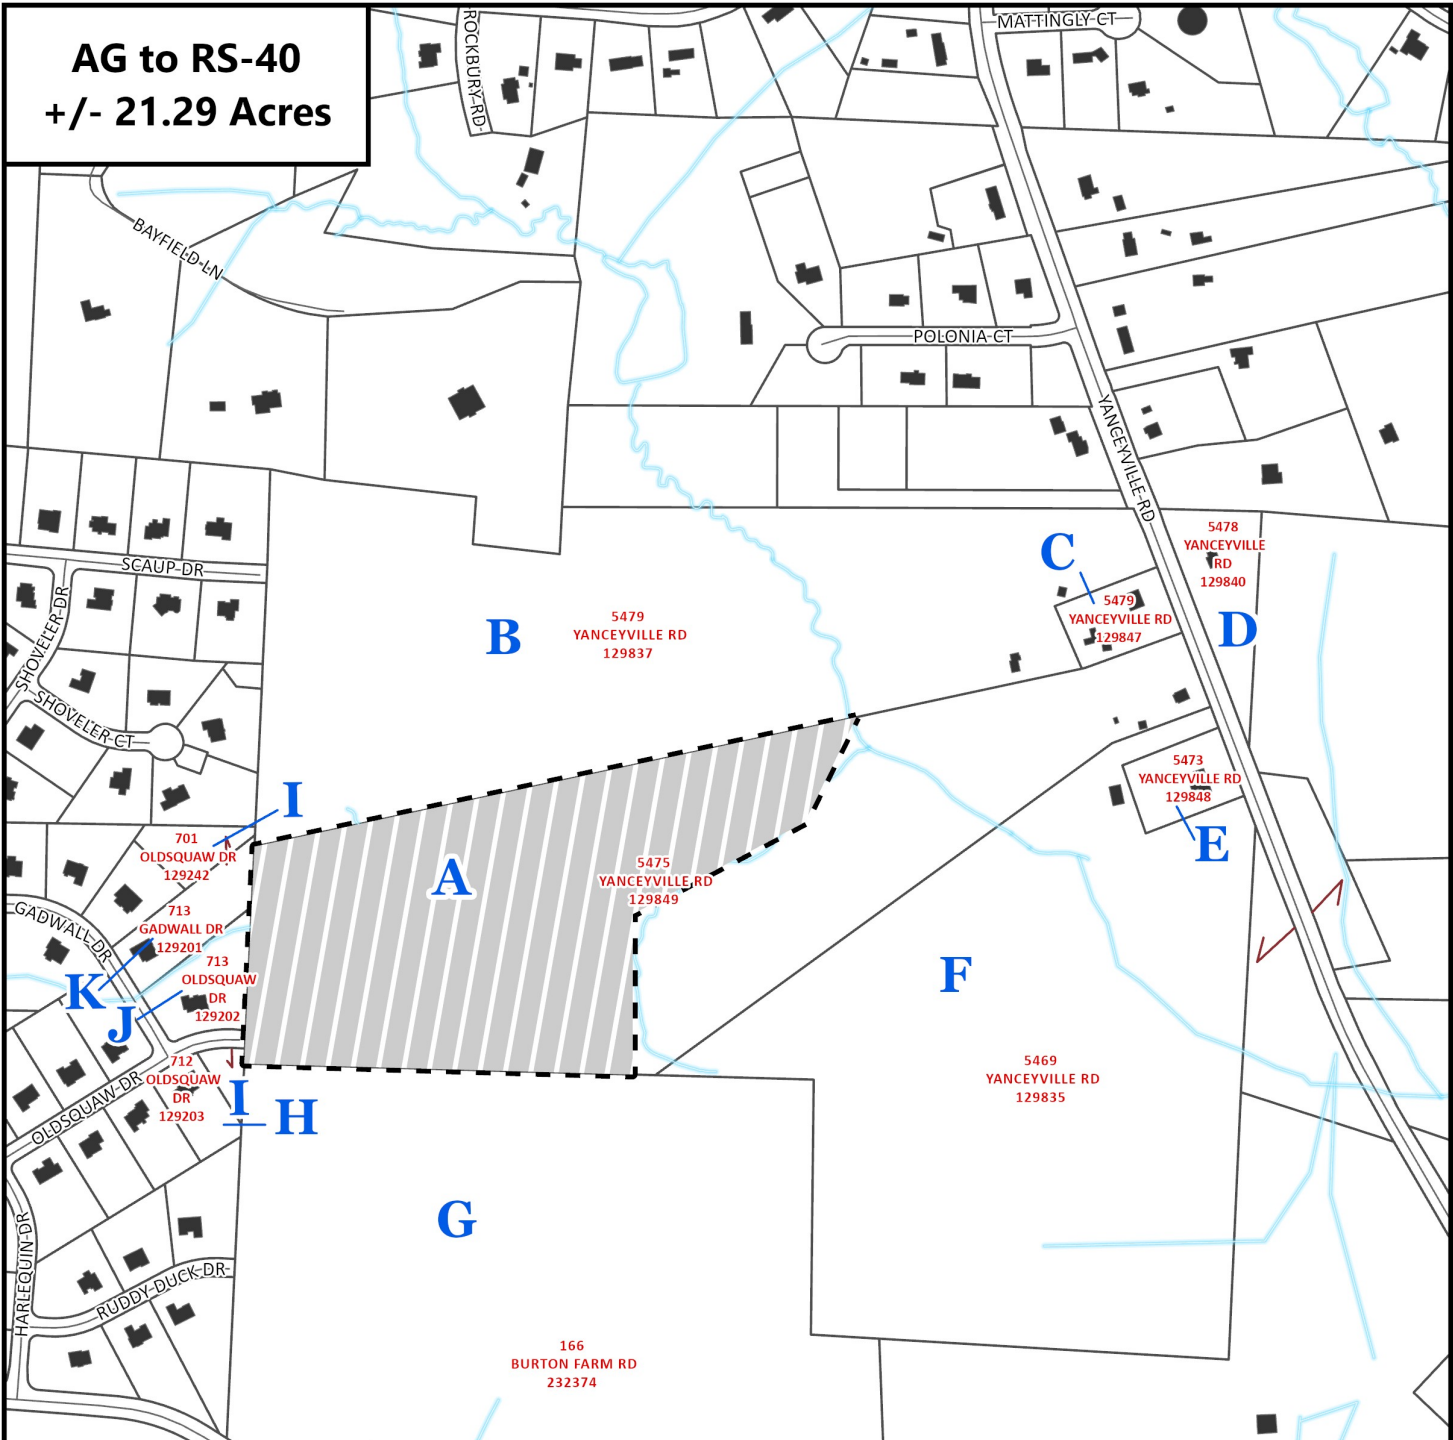 AG to RS-40
+/- 21.29 Acres
ROCKBURY RD
MATTINGLY CT
BAYFIELD LN
POLONIA CT
YANCEYVILLE RD
SCAUP DR
SHOVELER DR
SHOVELER CT
C
5478
YANCEYVILLE
RD
129840
5479
YANCEYVILLE RD
129847
D
B
5479
YANCEYVILLE RD
129837
5473
YANCEYVILLE RD
129848
E
I
701
OLDSQUAW DR
129242
A
5475
YANCEYVILLE RD
129849
GADWALL DR
713
GADWALL DR
129201
K
713
OLDSQUAW
DR
129202
J
F
712
OLDSQUAW
DR
129203
OLDSQUAW DR
I
H
5469
YANCEYVILLE RD
129835
G
HARLEQUIN DR
RUDDY DUCK DR
166
BURTON FARM RD
232374